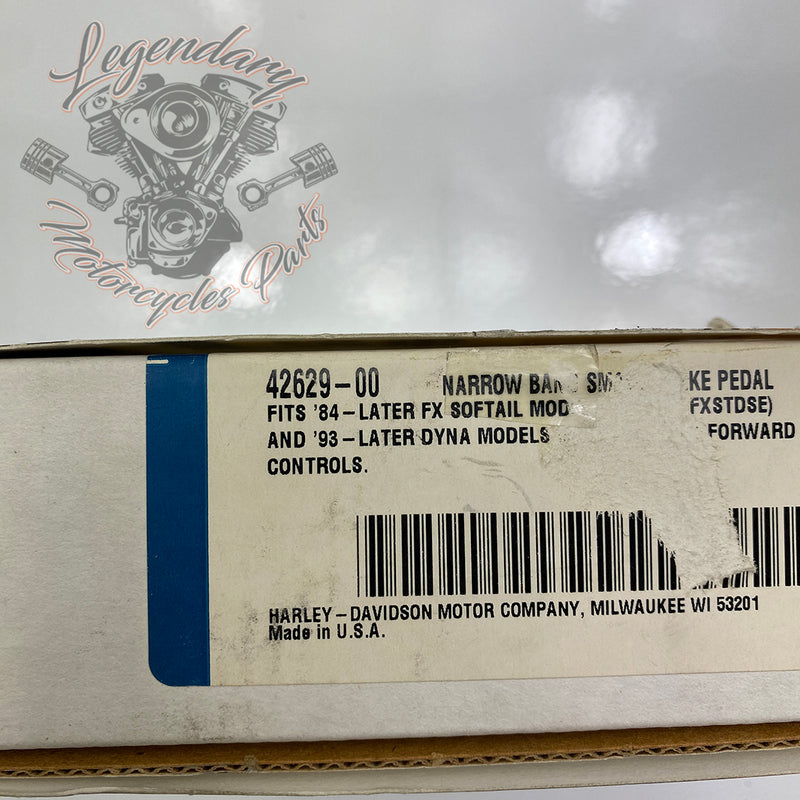 Legendary
Motorcycles Parts
42629-00 NARROW BAN KE PEDAL
FITS '84-LATER FX SOFTAIL MOD FXSTDSE)
AND '93-LATER DYNA MODELS FORWARD
CONTROLS.
HARLEY-DAVIDSON MOTOR COMPANY, MILWAUKEE WI 53201
Made in U.S.A.